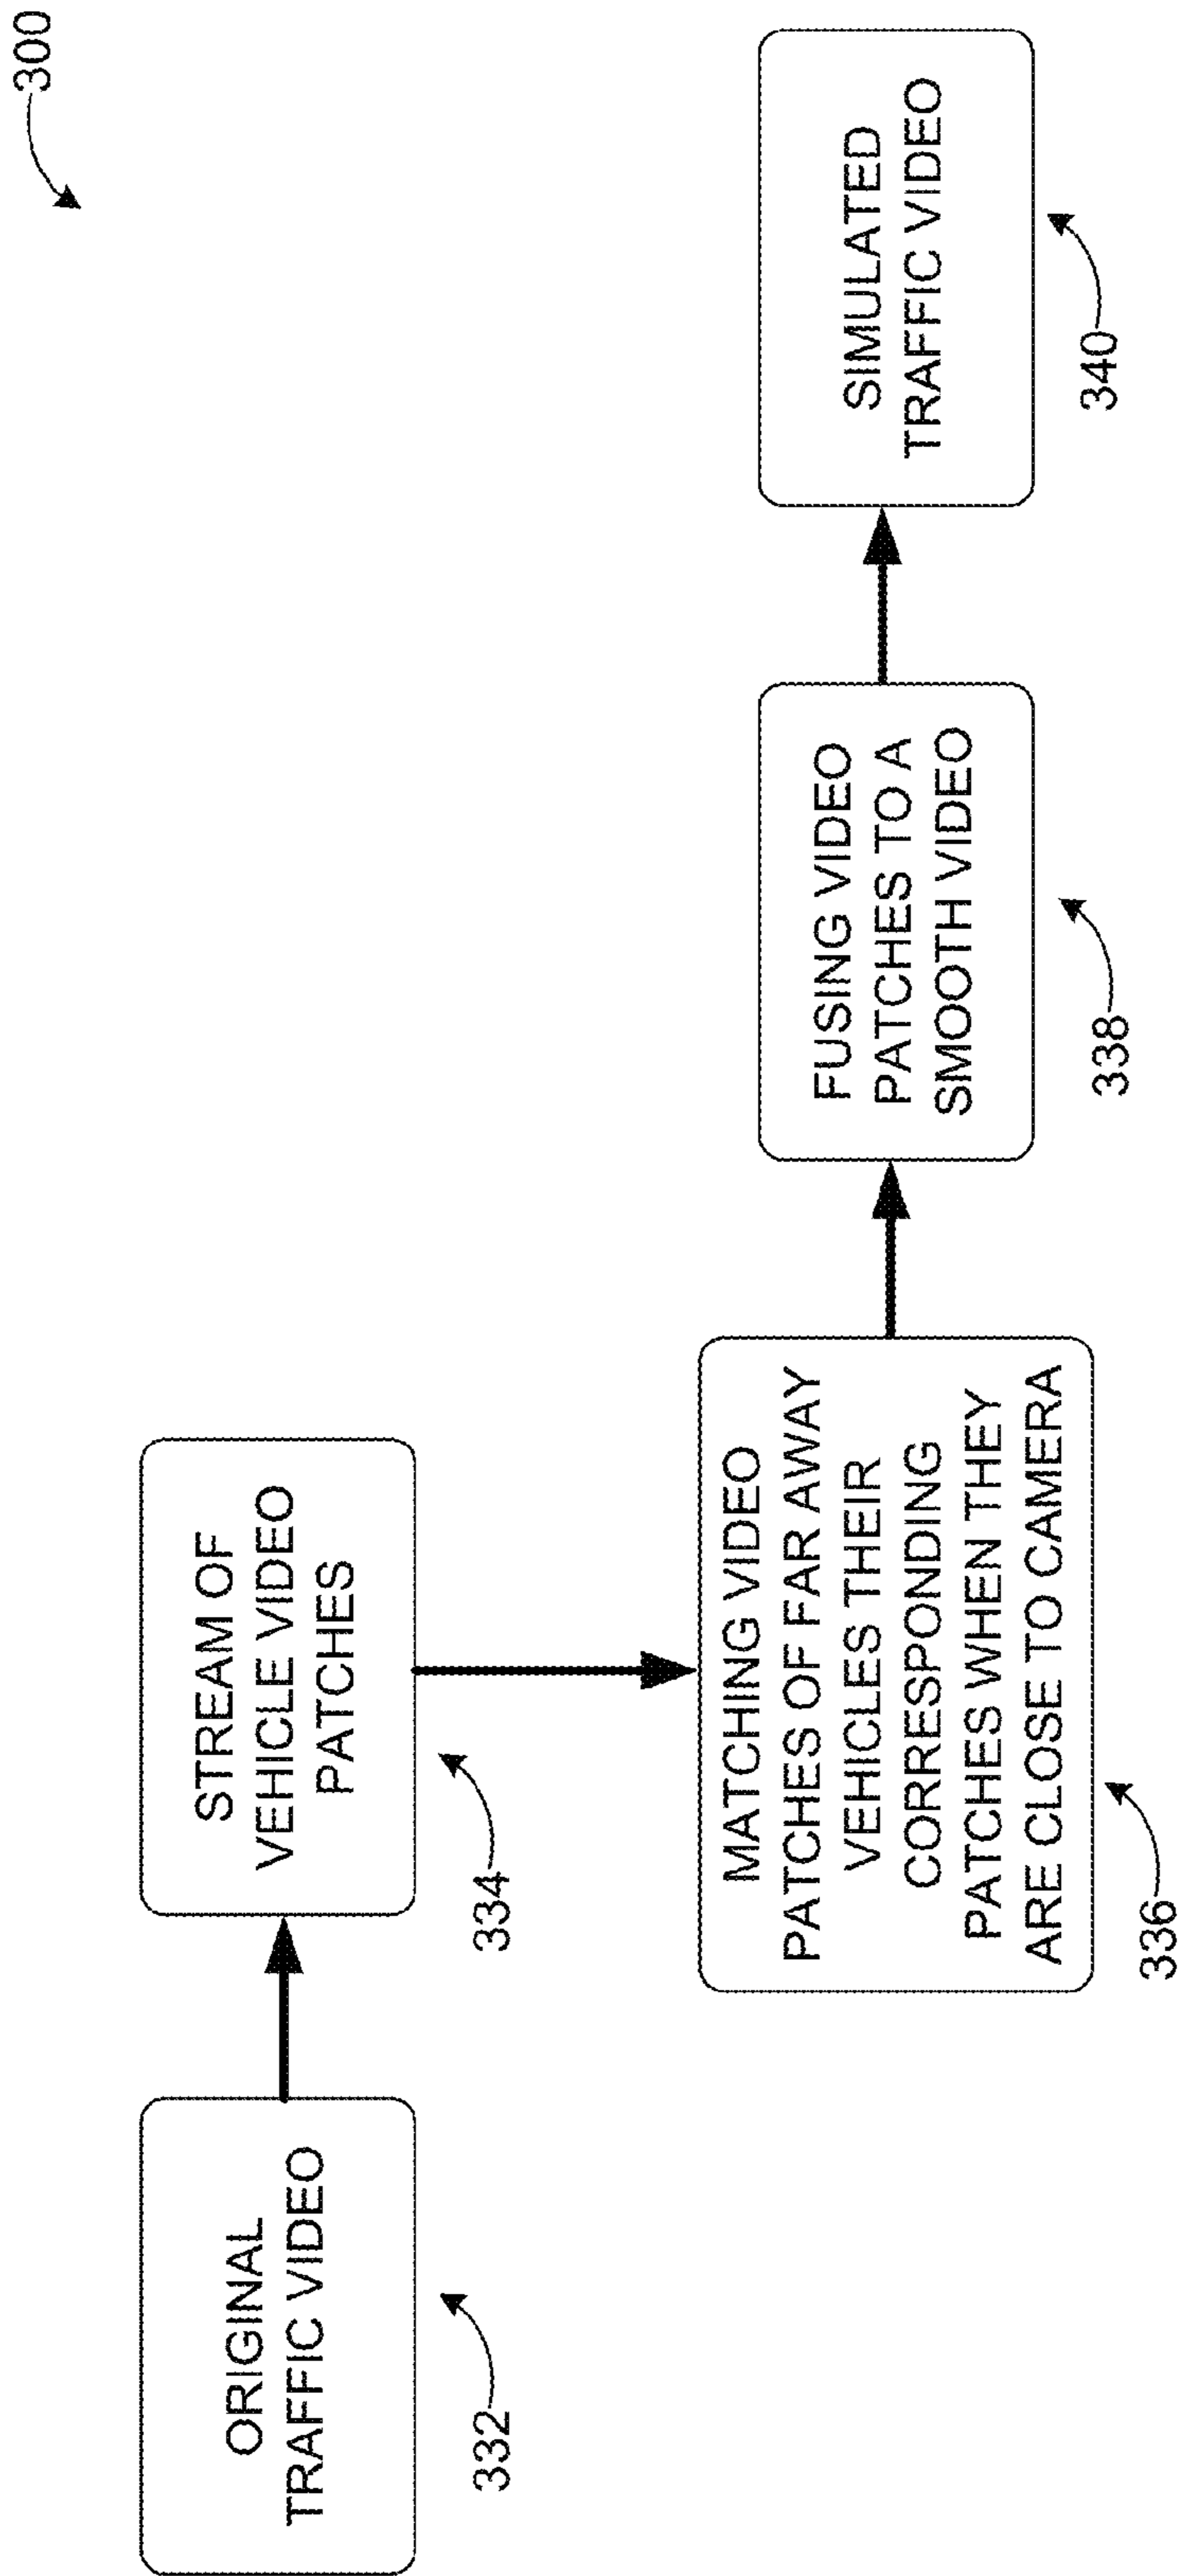 300
ORIGINAL
TRAFFIC VIDEO
332
STREAM OF
VEHICLE VIDEO
PATCHES
334
MATCHING VIDEO
PATCHES OF FAR AWAY
VEHICLES THEIR
CORRESPONDING
PATCHES WHEN THEY
ARE CLOSE TO CAMERA
336
FUSING VIDEO
PATCHES TO A
SMOOTH VIDEO
338
SIMULATED
TRAFFIC VIDEO
340